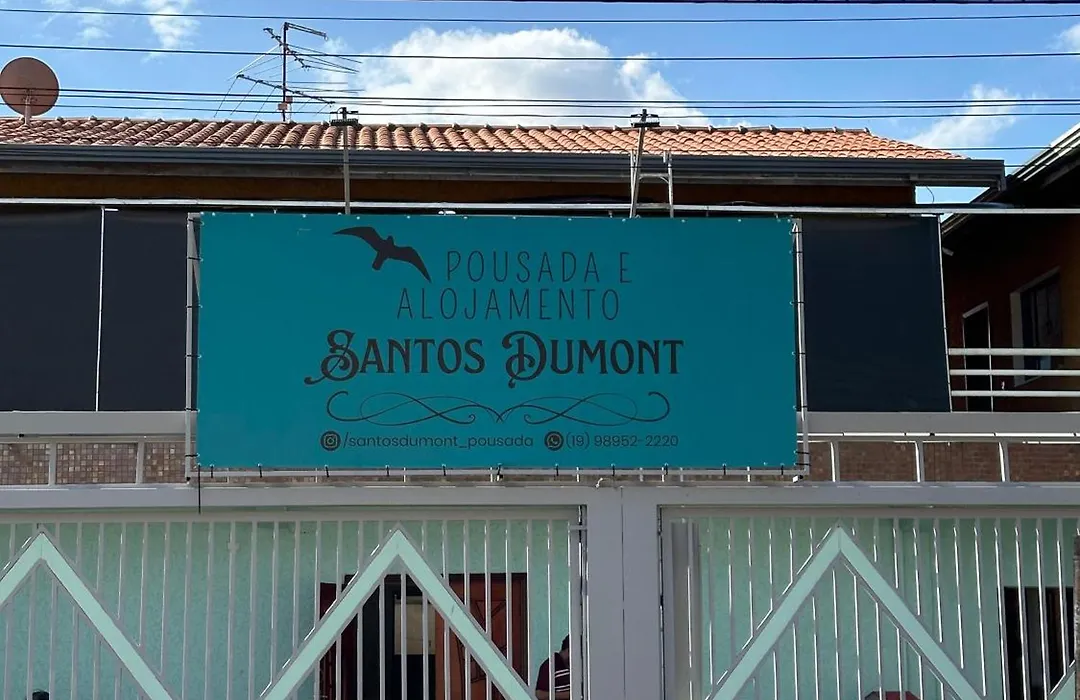 POUSADA E
ALOJAMENTO
SANTOS DUMONT
/santosdumont_pousada (19) 98952-2220